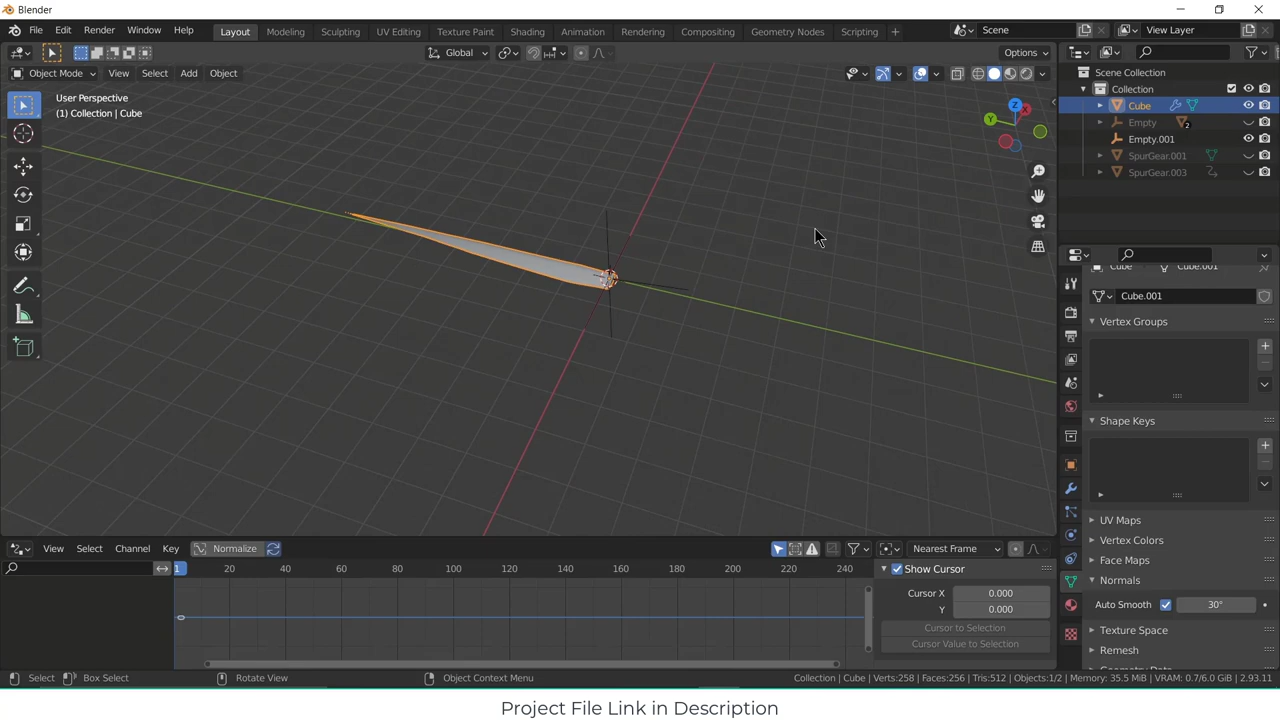 Blender
File Edit Render Window Help Layout Modeling Sculpting UV Editing Texture Paint Shading Animation Rendering Compositing Geometry Nodes Scripting + Scene View Layer
Global Options
Object Mode View Select Add Object
User Perspective
(1) Collection | Cube
Z
X
Y
Scene Collection
Collection
Cube
Empty 2
Empty.001
SpurGear.001
SpurGear.003
Cube Cube.001
Cube.001
Vertex Groups
Shape Keys
UV Maps
Vertex Colors
Face Maps
Normals
Auto Smooth 30°
Texture Space
Remesh
Geometry Data
View Select Channel Key Normalize Nearest Frame
1 20 40 60 80 100 120 140 160 180 200 220 240
Show Cursor
Cursor X 0.000
Y 0.000
Cursor to Selection
Cursor Value to Selection
Select Box Select Rotate View Object Context Menu Collection | Cube | Verts:258 | Faces:256 | Tris:512 | Objects:1/2 | Memory: 35.5 MiB | VRAM: 0.7/6.0 GiB | 2.93.11
Project File Link in Description